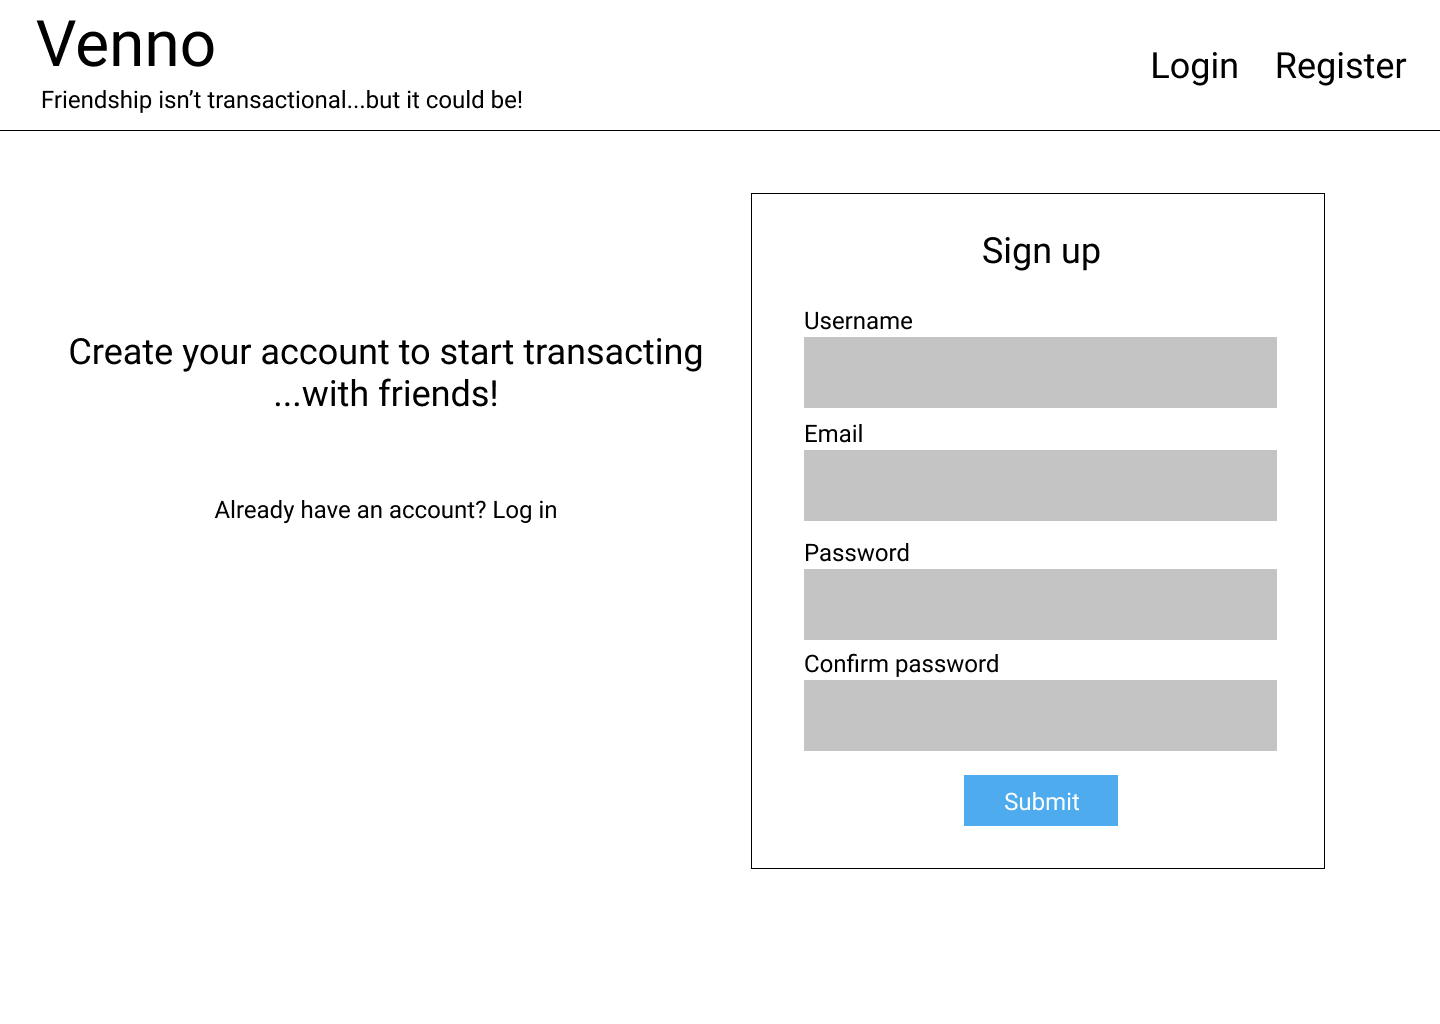 Venno
Friendship isn’t transactional...but it could be!
Login Register
Create your account to start transacting
...with friends!
Already have an account? Log in
Sign up
Username
Email
Password
Confirm password
Submit